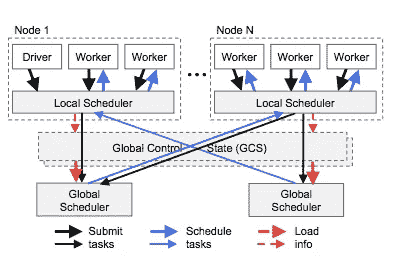 Node 1
Node N
Driver
Worker
Worker
Worker
Worker
Worker
Local Scheduler
Local Scheduler
Global Control State (GCS)
Global
Scheduler
Global
Scheduler
Submit
tasks
Schedule
tasks
Load
info